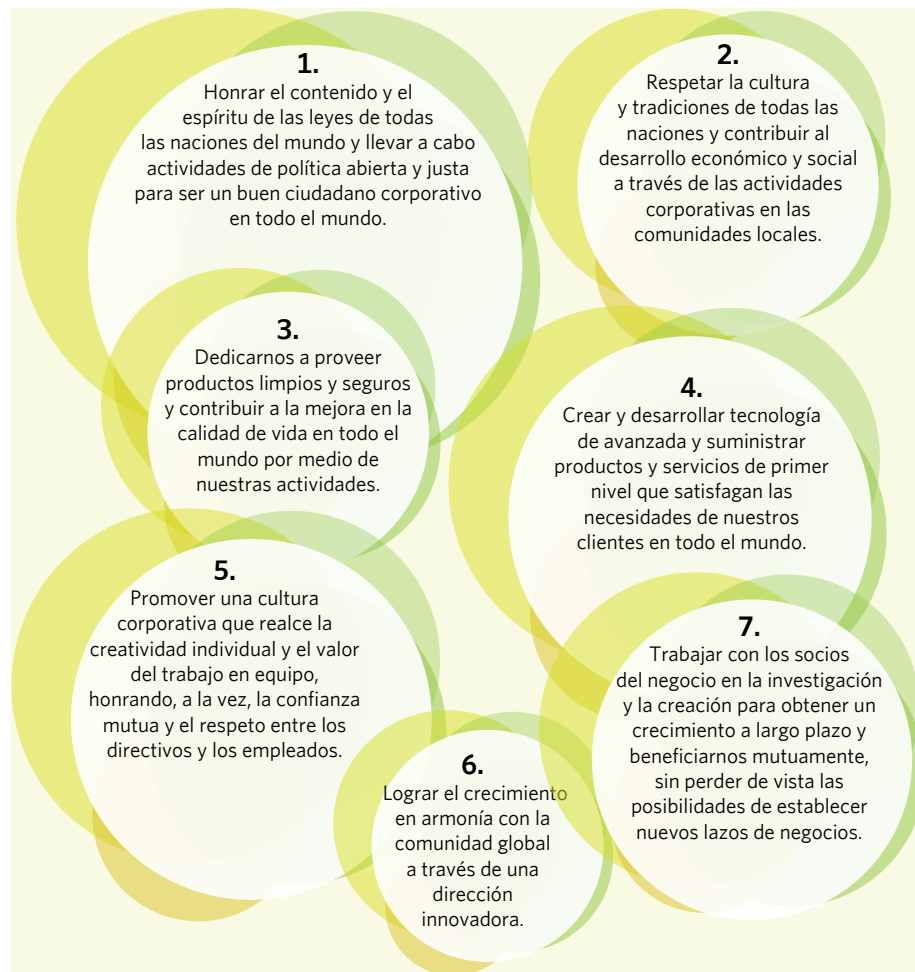 1.
Honrar el contenido y el
espíritu de las leyes de todas
las naciones del mundo y llevar a cabo
actividades de política abierta y justa
para ser un buen ciudadano corporativo
en todo el mundo.
2.
Respetar la cultura
y tradiciones de todas las
naciones y contribuir al
desarrollo económico y social
a través de las actividades
corporativas en las
comunidades locales.
3.
Dedicarnos a proveer
productos limpios y seguros
y contribuir a la mejora en la
calidad de vida en todo el
mundo por medio de
nuestras actividades.
4.
Crear y desarrollar tecnología
de avanzada y suministrar
productos y servicios de primer
nivel que satisfagan las
necesidades de nuestros
clientes en todo el mundo.
5.
Promover una cultura
corporativa que realce la
creatividad individual y el valor
del trabajo en equipo,
honrando, a la vez, la confianza
mutua y el respeto entre los
directivos y los empleados.
6.
Lograr el crecimiento
en armonía con la
comunidad global
a través de una
dirección
innovadora.
7.
Trabajar con los socios
del negocio en la investigación
y la creación para obtener un
crecimiento a largo plazo y
beneficiarnos mutuamente,
sin perder de vista las
posibilidades de establecer
nuevos lazos de negocios.